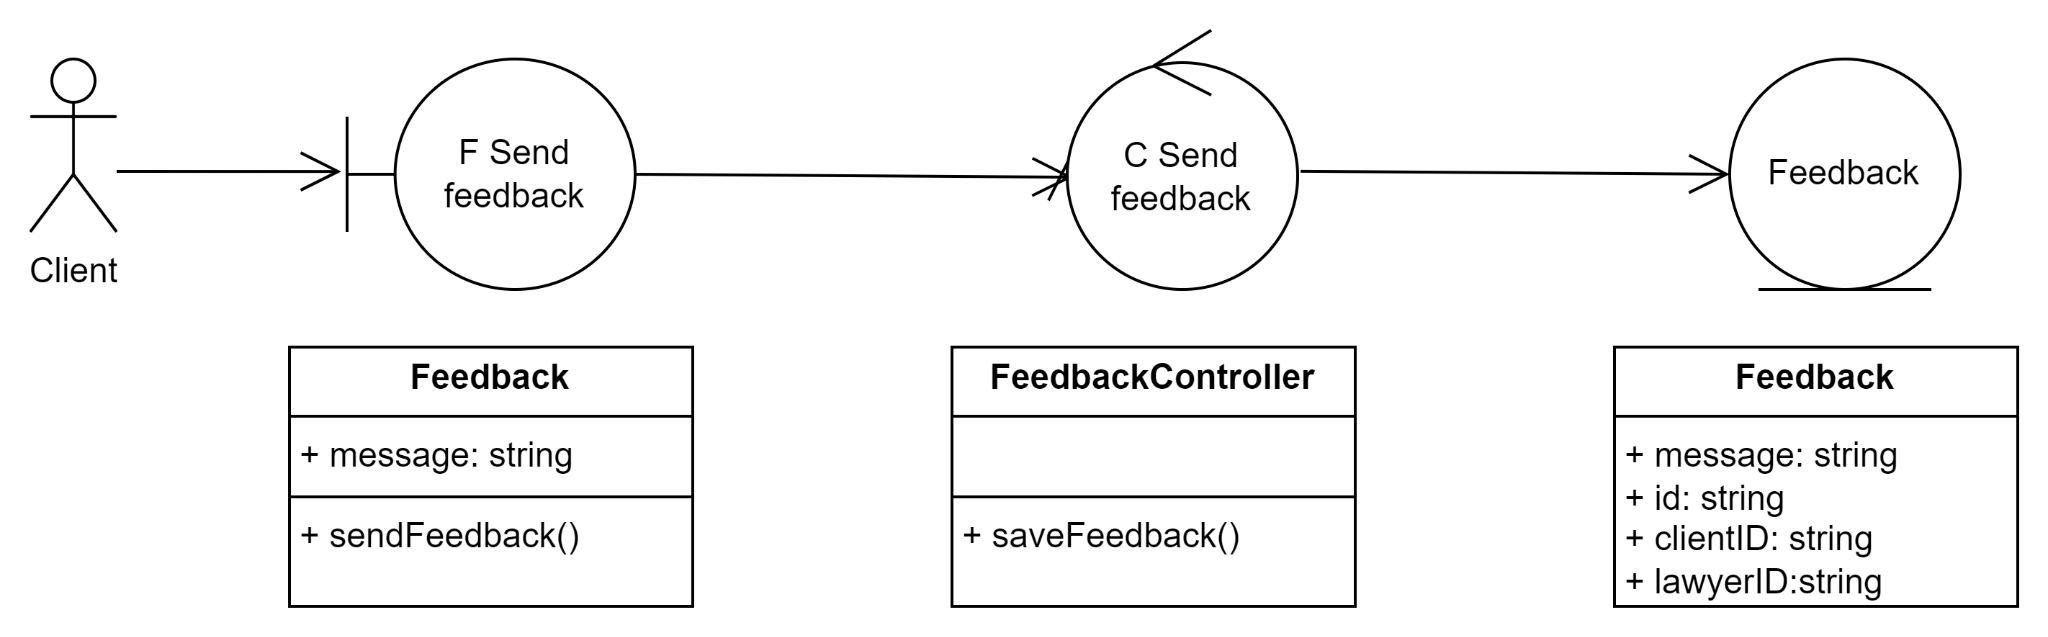 F Send
feedback
C Send
feedback
Feedback
Client
Feedback
+ message: string
+ sendFeedback()
FeedbackController
+ saveFeedback()
Feedback
+ message: string
+ id: string
+ clientID: string
+ lawyerID:string